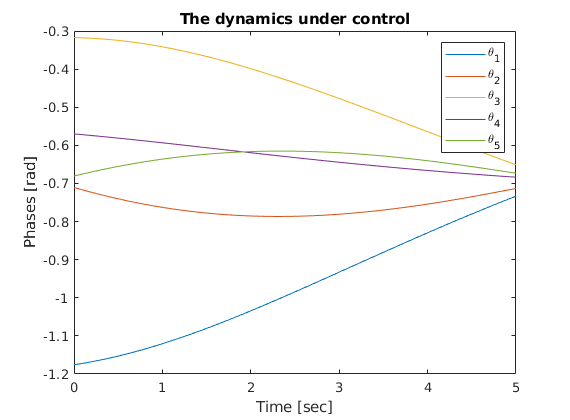 The dynamics under control
-0.3
-0.4
-0.5
-0.6
-0.7
-0.8
-0.9
-1
-1.1
-1.2
Phases [rad]
θ1
θ2
θ3
θ4
θ5
0 1 2 3 4 5
Time [sec]